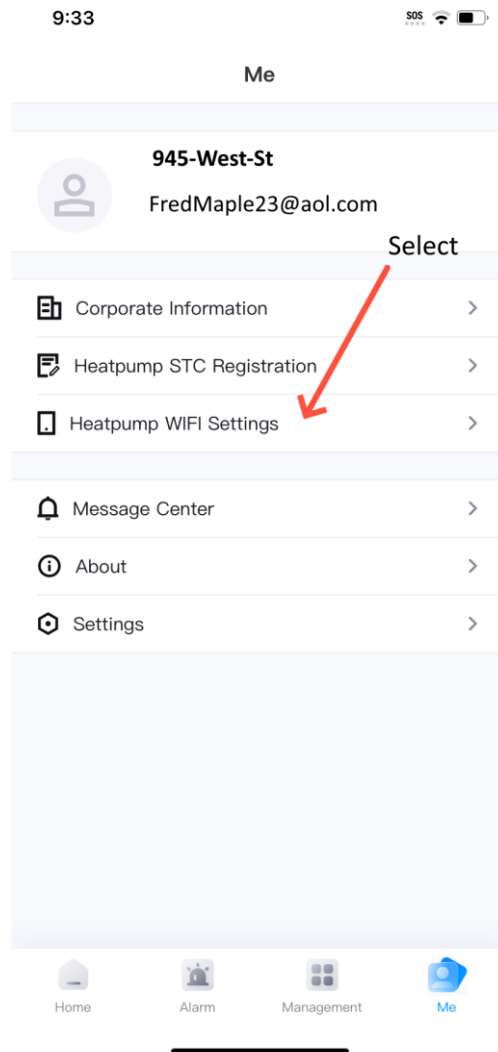 9:33 SOS
Me
945-West-St
FredMaple23@aol.com
Select
Corporate Information
Heatpump STC Registration
Heatpump WIFI Settings
Message Center
About
Settings
Home Alarm Management Me